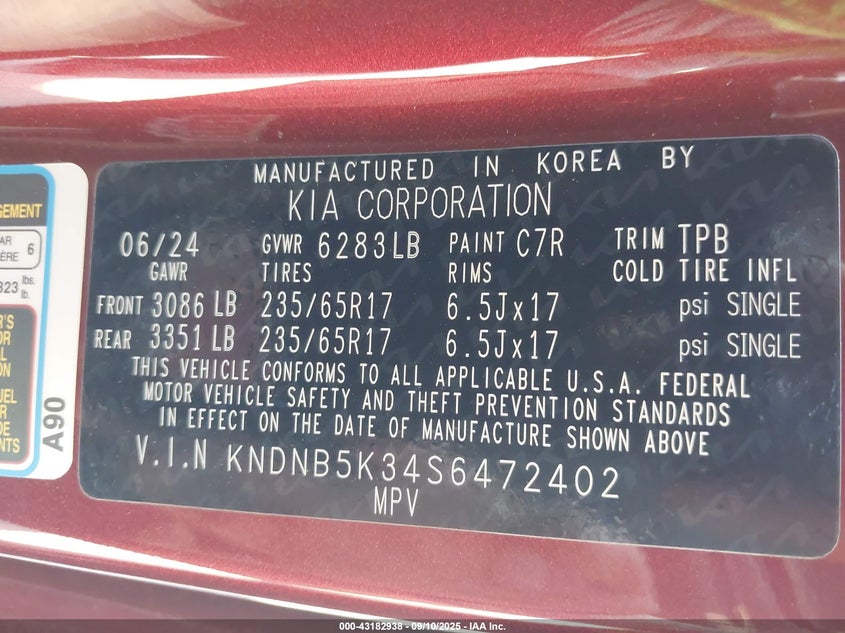 MANUFACTURED IN KOREA BY
KIA CORPORATION
06/24 GVWR 6283LB PAINT C7R TRIM TPB
GAWR TIRES RIMS COLD TIRE INFL
FRONT 3086 LB 235/65R17 6.5Jx17 psi SINGLE
REAR 3351 LB 235/65R17 6.5Jx17 psi SINGLE
THIS VEHICLE CONFORMS TO ALL APPLICABLE U.S.A. FEDERAL
MOTOR VEHICLE SAFETY AND THEFT PREVENTION STANDARDS
IN EFFECT ON THE DATE OF MANUFACTURE SHOWN ABOVE
V.I.N KNDNB5K34S6472402
MPV
6
lbs.
lb.
A90
000-43182938 - 09/10/2025 - IAA Inc.